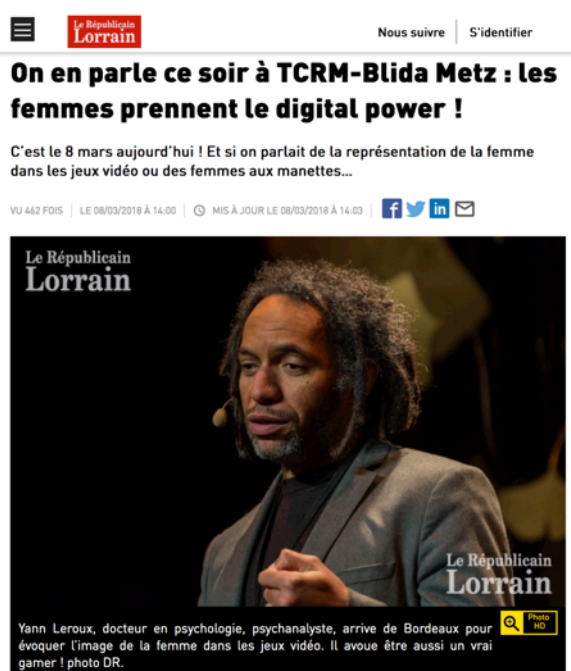 Le Républicain
Lorrain
Nous suivre
S'identifier
On en parle ce soir à TCRM-Blida Metz : les
femmes prennent le digital power !
C'est le 8 mars aujourd'hui ! Et si on parlait de la représentation de la femme
dans les jeux vidéo ou des femmes aux manettes...
VU 462 FOIS LE 08/03/2018 À 14:00 MIS À JOUR LE 08/03/2018 À 14:03
f in
Le Républicain
Lorrain
Le Républicain
Lorrain
Photo
HD
Yann Leroux, docteur en psychologie, psychanalyste, arrive de Bordeaux pour
évoquer l'image de la femme dans les jeux vidéo. Il avoue être aussi un vrai
gamer ! photo DR.